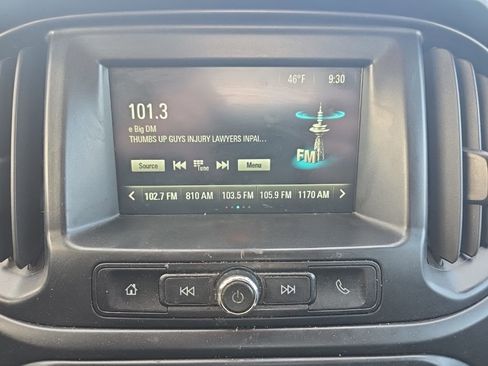 46°F 9:30
101.3
e Big DM
THUMBS UP GUYS INJURY LAWYERS INPAI...
FM
Source Tune Menu
102.7 FM 810 AM 103.5 FM 105.9 FM 1170 AM